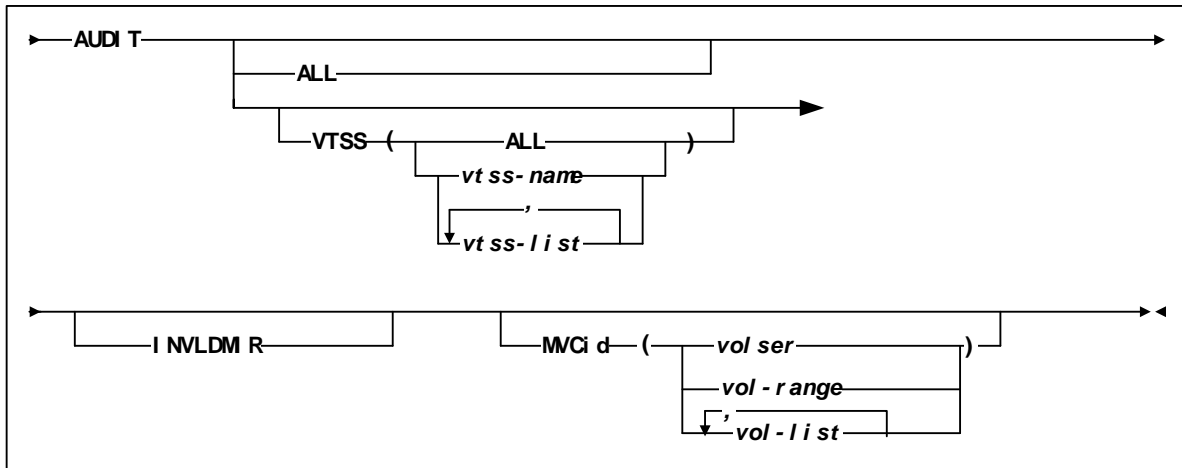 AUDIT
ALL
VTSS ( ALL )
vtss-name
,
vtss-list
INVLDMIR
MVCid ( volser )
vol-range
,
vol-list